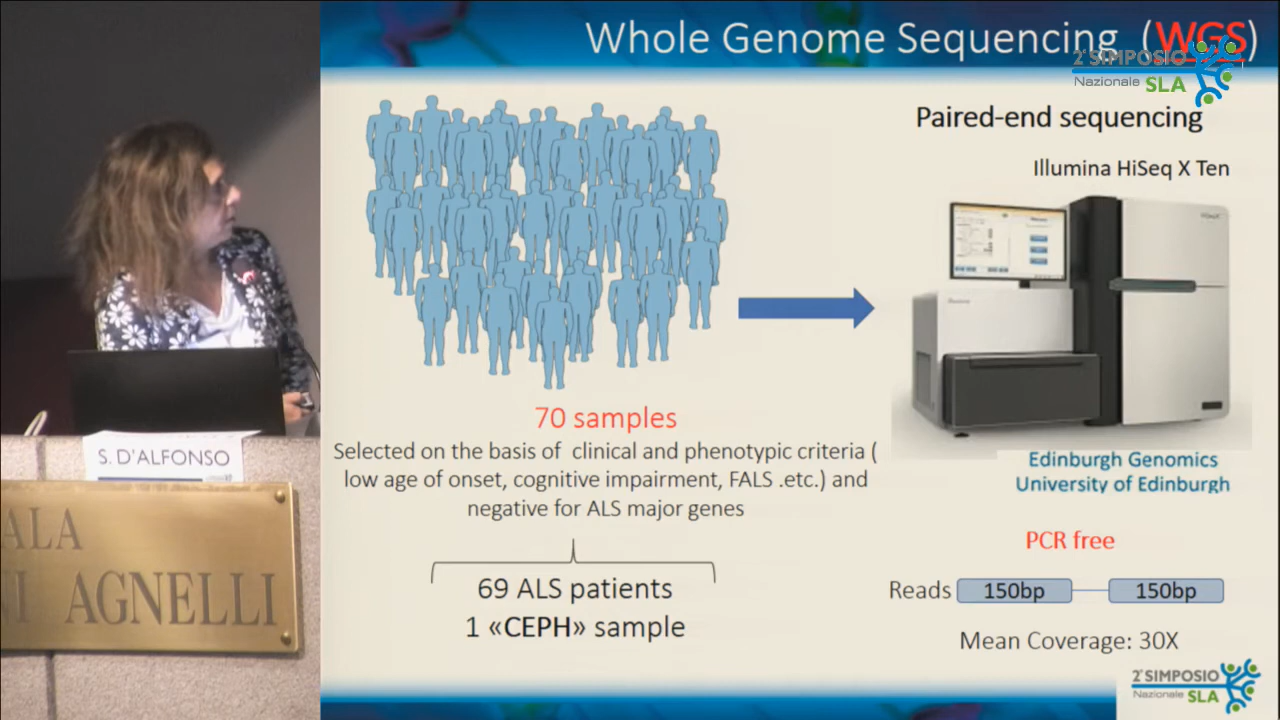 Whole Genome Sequencing (WGS)
2° SIMPOSIO
Nazionale SLA
Paired-end sequencing
Illumina HiSeq X Ten
70 samples
Selected on the basis of clinical and phenotypic criteria (
low age of onset, cognitive impairment, FALS .etc.) and
negative for ALS major genes
69 ALS patients
1 «CEPH» sample
Edinburgh Genomics
University of Edinburgh
PCR free
Reads 150bp 150bp
Mean Coverage: 30X
2° SIMPOSIO
Nazionale SLA
S. D'ALFONSO
ALA
NI AGNELLI